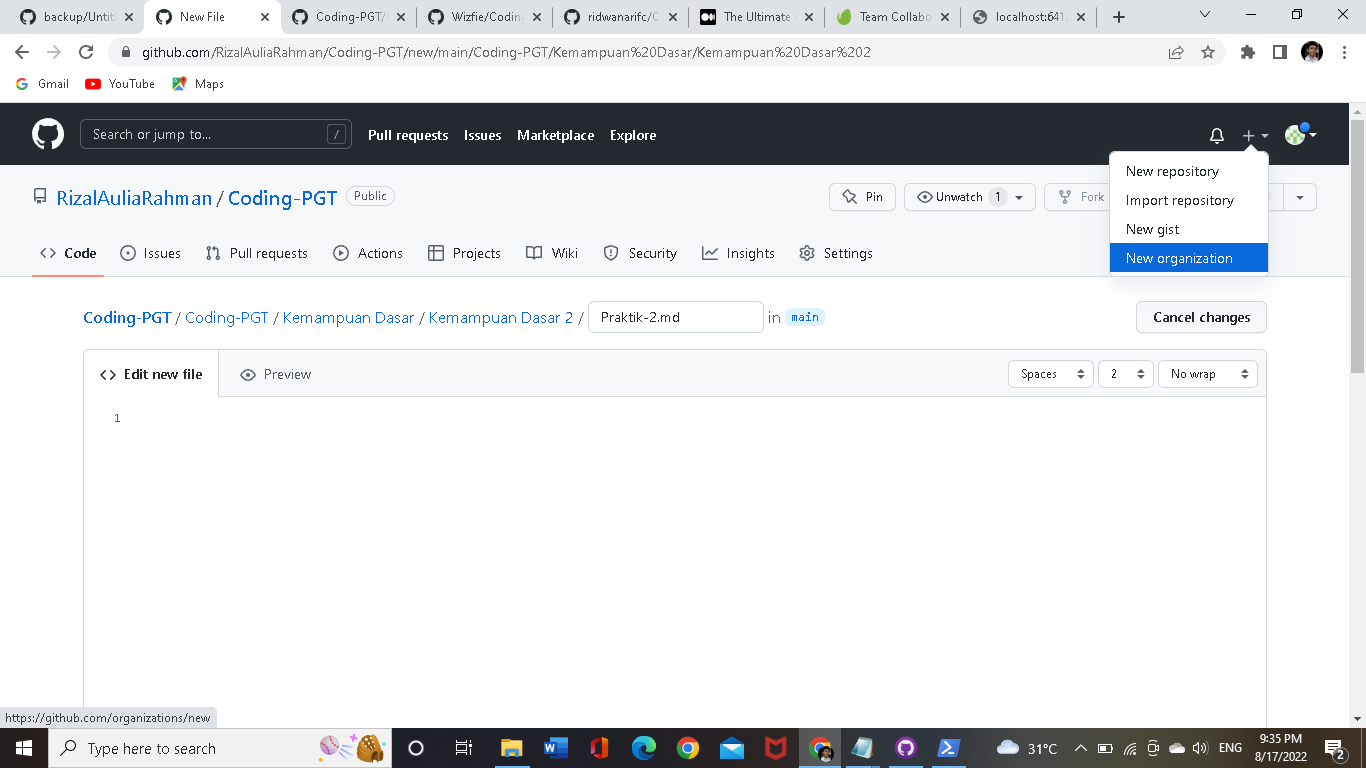 backup/Untitl
New File
Coding-PGT/
Wizfie/Coding
ridwanarifc/C
The Ultimate
Team Collabo
localhost:641
github.com/RizalAuliaRahman/Coding-PGT/new/main/Coding-PGT/Kemampuan%20Dasar/Kemampuan%20Dasar%202
Gmail YouTube Maps
Search or jump to... / Pull requests Issues Marketplace Explore
New repository
Import repository
New gist
New organization
RizalAuliaRahman / Coding-PGT Public Pin Unwatch 1 Fork
Code Issues Pull requests Actions Projects Wiki Security Insights Settings
Coding-PGT / Coding-PGT / Kemampuan Dasar / Kemampuan Dasar 2 / Praktik-2.md in main Cancel changes
Edit new file Preview Spaces 2 No wrap
1
https://github.com/organizations/new
Type here to search 31°C ENG 9:35 PM
8/17/2022 2